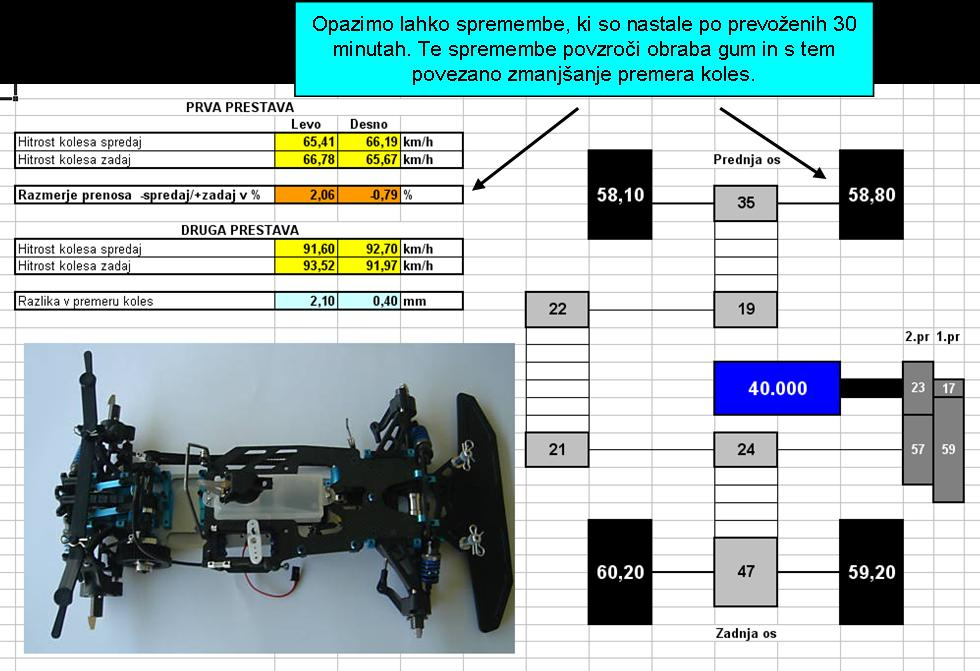 Opazimo lahko spremembe, ki so nastale po prevoženih 30
minutah. Te spremembe povzroči obraba gum in s tem
povezano zmanjšanje premera koles.
PRVA PRESTAVA
Levo Desno
Hitrost kolesa spredaj 65,41 66,19 km/h
Hitrost kolesa zadaj 66,78 65,67 km/h
Razmerje prenosa -spredaj/+zadaj v % 2,06 -0,79 %
DRUGA PRESTAVA
Hitrost kolesa spredaj 91,60 92,70 km/h
Hitrost kolesa zadaj 93,52 91,97 km/h
Razlika v premeru koles 2,10 0,40 mm
Prednja os
58,10 35 58,80
22 19
2.pr 1.pr
40.000 23 17
21 24 57 59
60,20 47 59,20
Zadnja os